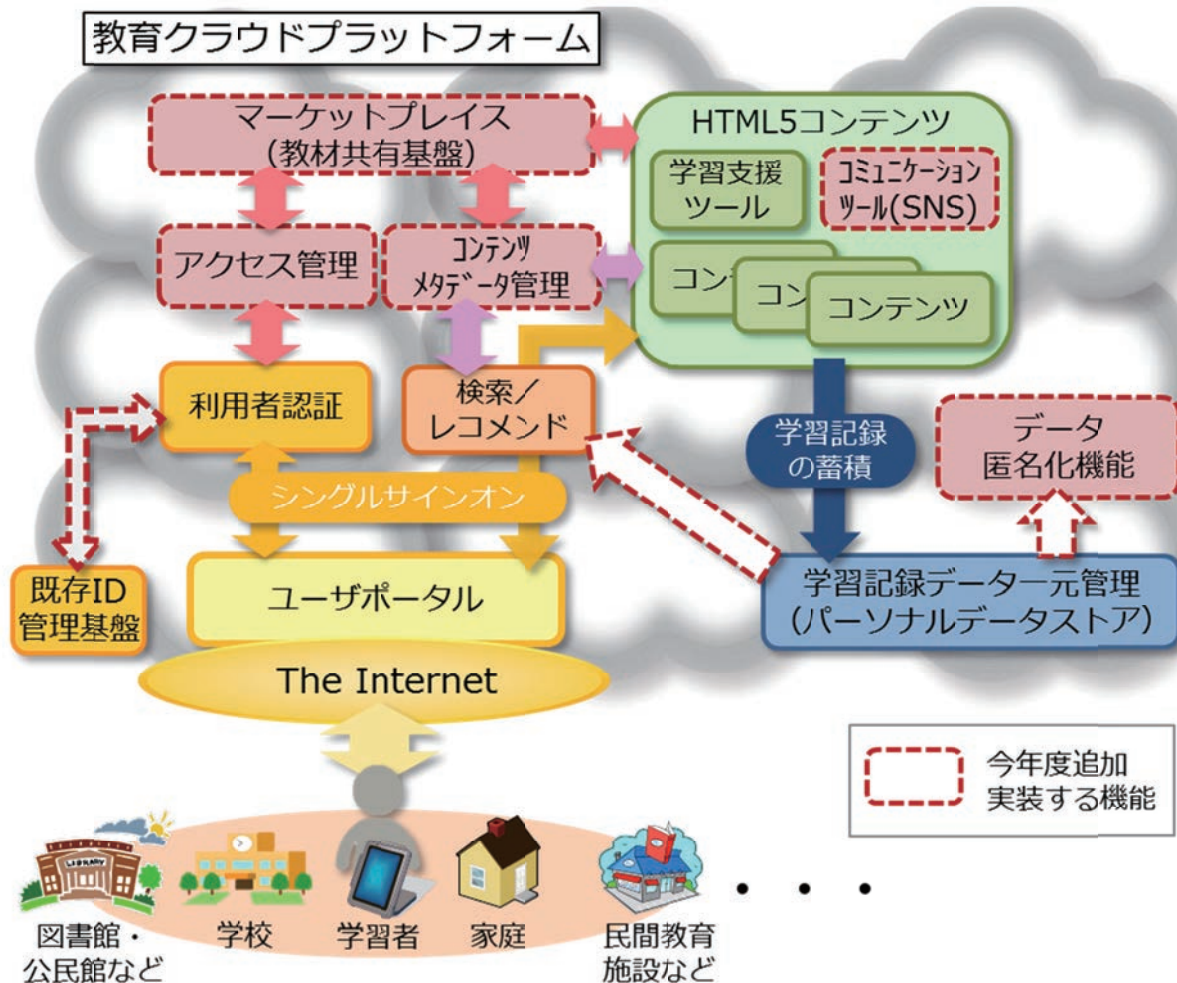 教育クラウドプラットフォーム
マーケットプレイス
(教材共有基盤)
HTML5コンテンツ
学習支援
ツール
コミュニケーション
ツール(SNS)
アクセス管理
コンテンツ
メタデータ管理
コンテ
コン
コンテンツ
利用者認証
検索／
レコメンド
学習記録
の蓄積
データ
匿名化機能
シングルサインオン
既存ID
管理基盤
ユーザポータル
学習記録データ一元管理
(パーソナルデータストア)
The Internet
今年度追加
実装する機能
LIBRARY
図書館・
公民館など
学校
学習者
家庭
民間教育
施設など
・・・